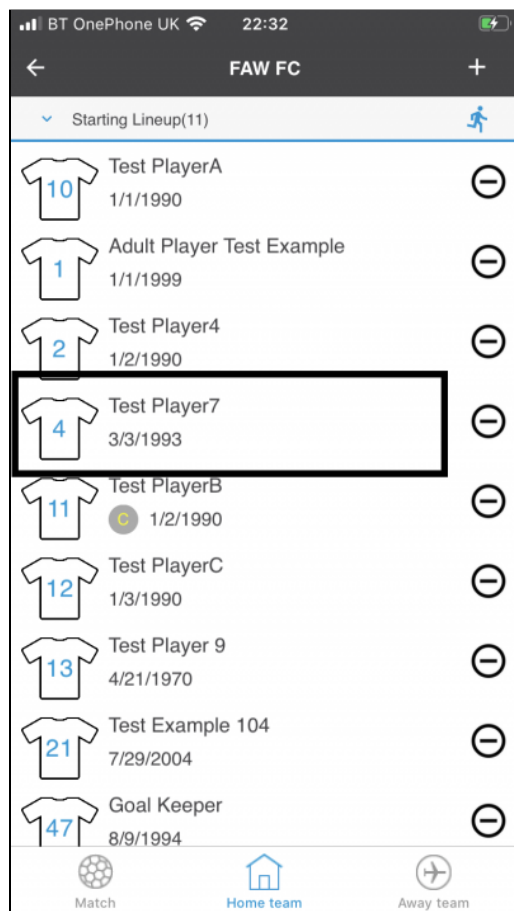 BT OnePhone UK 22:32
FAW FC
Starting Lineup(11)
10 Test PlayerA
1/1/1990
1 Adult Player Test Example
1/1/1999
2 Test Player4
1/2/1990
4 Test Player7
3/3/1993
11 Test PlayerB
C 1/2/1990
12 Test PlayerC
1/3/1990
13 Test Player 9
4/21/1970
21 Test Example 104
7/29/2004
47 Goal Keeper
8/9/1994
Match Home team Away team